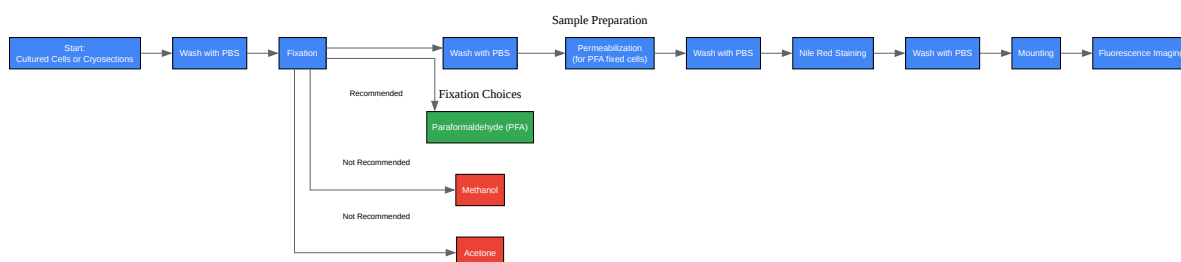 Sample Preparation
Start:
Cultured Cells or Cryosections
Wash with PBS
Fixation
Wash with PBS
Permeabilization
(for PFA fixed cells)
Wash with PBS
Nile Red Staining
Wash with PBS
Mounting
Fluorescence Imaging
Recommended
Fixation Choices
Paraformaldehyde (PFA)
Not Recommended
Methanol
Not Recommended
Acetone